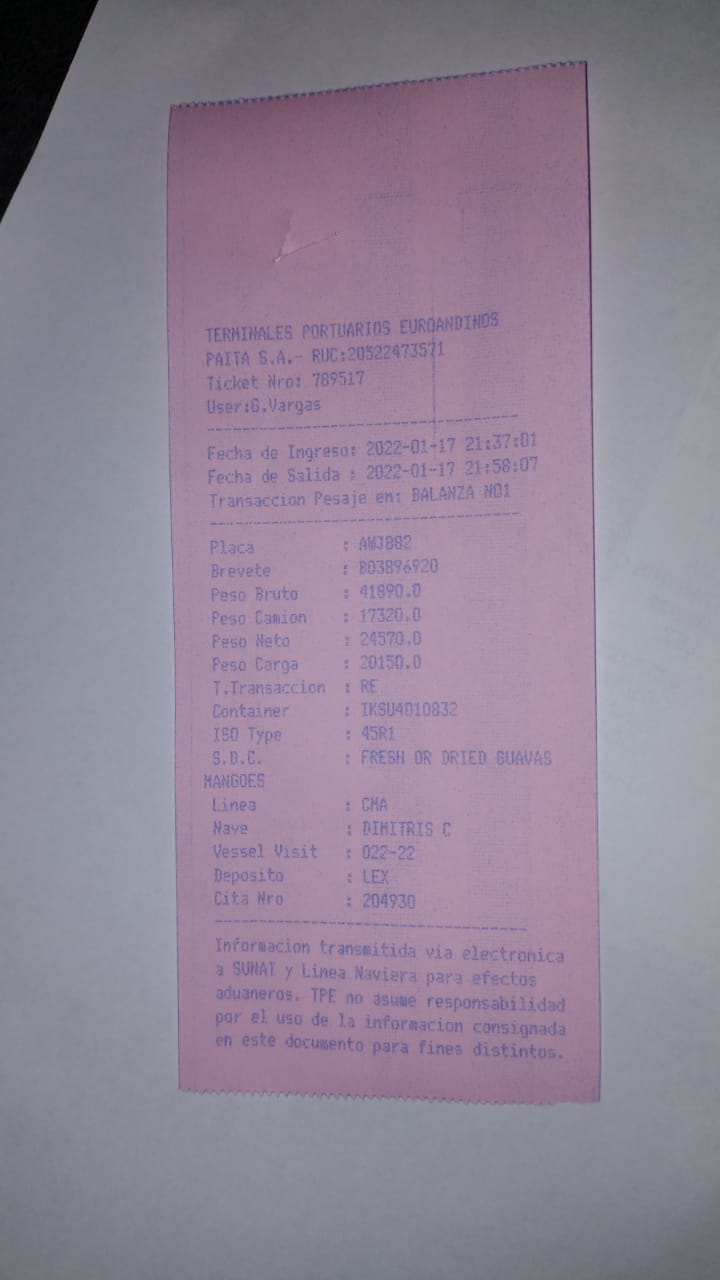 TERMINALES PORTUARIOS EUROANDINOS
PAITA S.A.- RUC:20522473571
Ticket Nro: 789517
User:G.Vargas
Fecha de Ingreso: 2022-01-17 21:37:01
Fecha de Salida : 2022-01-17 21:58:07
Transaccion Pesaje en: BALANZA NO1
Placa : AWJ882
Brevete : B03896920
Peso Bruto : 41890.0
Peso Camion : 17320.0
Peso Neto : 24570.0
Peso Carga : 20150.0
T.Transaccion : RE
Container : IKSU4010832
ISO Type : 45R1
S.D.C. : FRESH OR DRIED GUAVAS
MANGOES
Linea : CMA
Nave : DIMITRIS C
Vessel Visit : 022-22
Deposito : LEX
Cita Nro : 204930
Informacion transmitida via electronica
a SUNAT y Linea Naviera para efectos
aduaneros. TPE no asume responsabilidad
por el uso de la informacion consignada
en este documento para fines distintos.